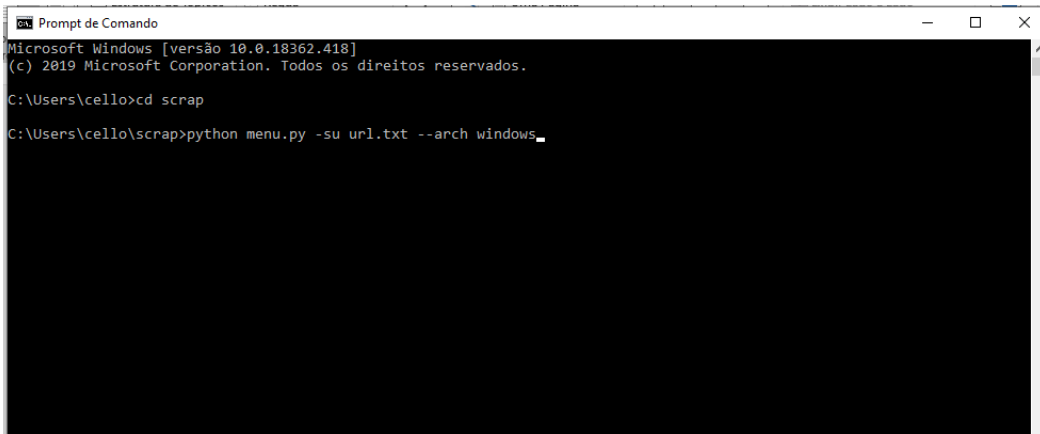 Prompt de Comando
Microsoft Windows [versão 10.0.18362.418]
(c) 2019 Microsoft Corporation. Todos os direitos reservados.
C:\Users\cello>cd scrap
C:\Users\cello\scrap>python menu.py -su url.txt --arch windows